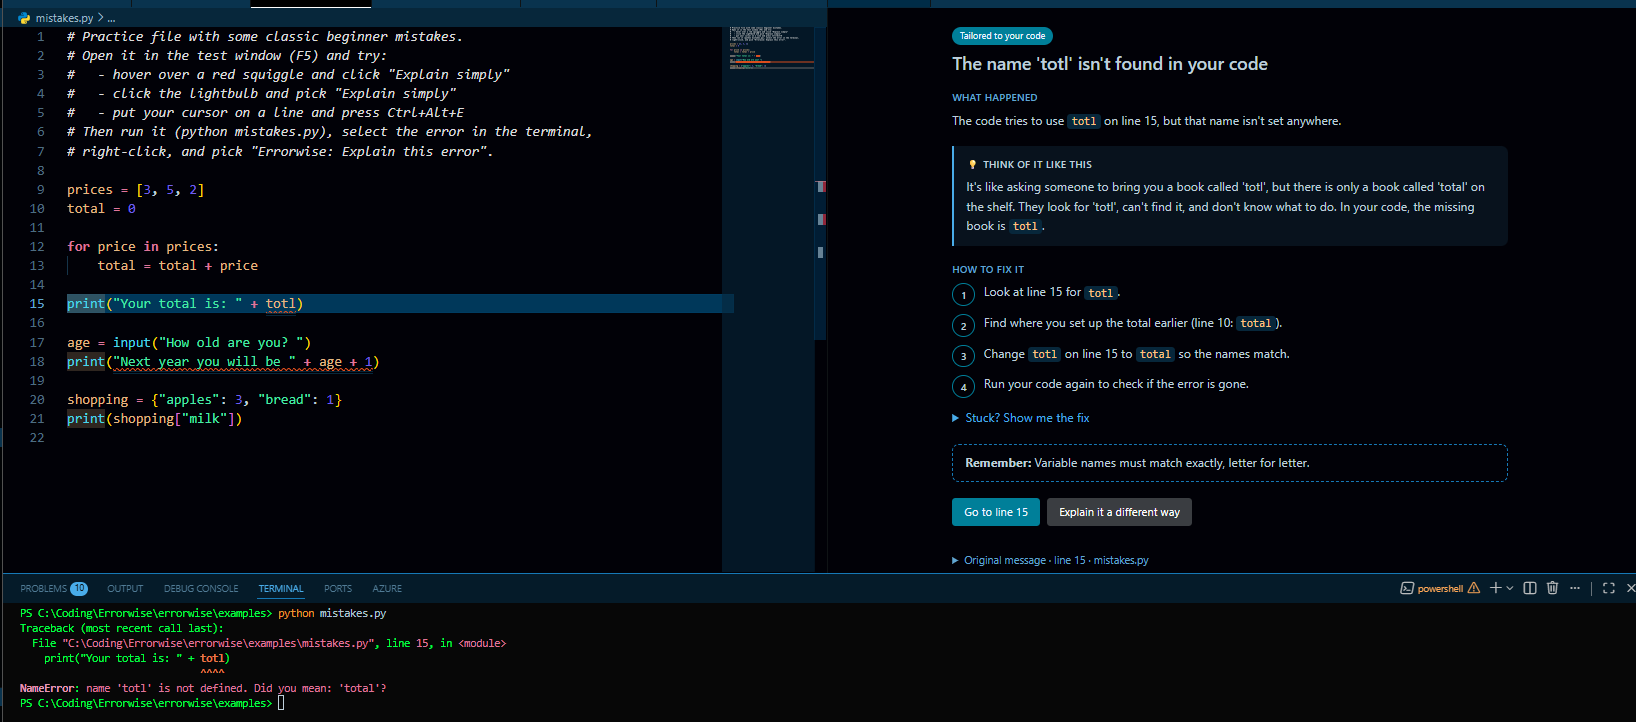 mistakes.py > ...
1 # Practice file with some classic beginner mistakes.
2 # Open it in the test window (F5) and try:
3 #   - hover over a red squiggle and click "Explain simply"
4 #   - click the lightbulb and pick "Explain simply"
5 #   - put your cursor on a line and press Ctrl+Alt+E
6 # Then run it (python mistakes.py), select the error in the terminal,
7 # right-click, and pick "Errorwise: Explain this error".
8
9 prices = [3, 5, 2]
10 total = 0
11
12 for price in prices:
13     total = total + price
14
15 print("Your total is: " + totl)
16
17 age = input("How old are you? ")
18 print("Next year you will be " + age + 1)
19
20 shopping = {"apples": 3, "bread": 1}
21 print(shopping["milk"])
22
Tailored to your code
The name 'totl' isn't found in your code
WHAT HAPPENED
The code tries to use totl on line 15, but that name isn't set anywhere.
THINK OF IT LIKE THIS
It's like asking someone to bring you a book called 'totl', but there is only a book called 'total' on
the shelf. They look for 'totl', can't find it, and don't know what to do. In your code, the missing
book is totl.
HOW TO FIX IT
1 Look at line 15 for totl.
2 Find where you set up the total earlier (line 10: total).
3 Change totl on line 15 to total so the names match.
4 Run your code again to check if the error is gone.
Stuck? Show me the fix
Remember: Variable names must match exactly, letter for letter.
Go to line 15 Explain it a different way
Original message · line 15 · mistakes.py
PROBLEMS 10 OUTPUT DEBUG CONSOLE TERMINAL PORTS AZURE powershell
PS C:\Coding\Errorwise\errorwise\examples> python mistakes.py
Traceback (most recent call last):
  File "C:\Coding\Errorwise\errorwise\examples\mistakes.py", line 15, in <module>
    print("Your total is: " + totl)
                              ^^^^
NameError: name 'totl' is not defined. Did you mean: 'total'?
PS C:\Coding\Errorwise\errorwise\examples>